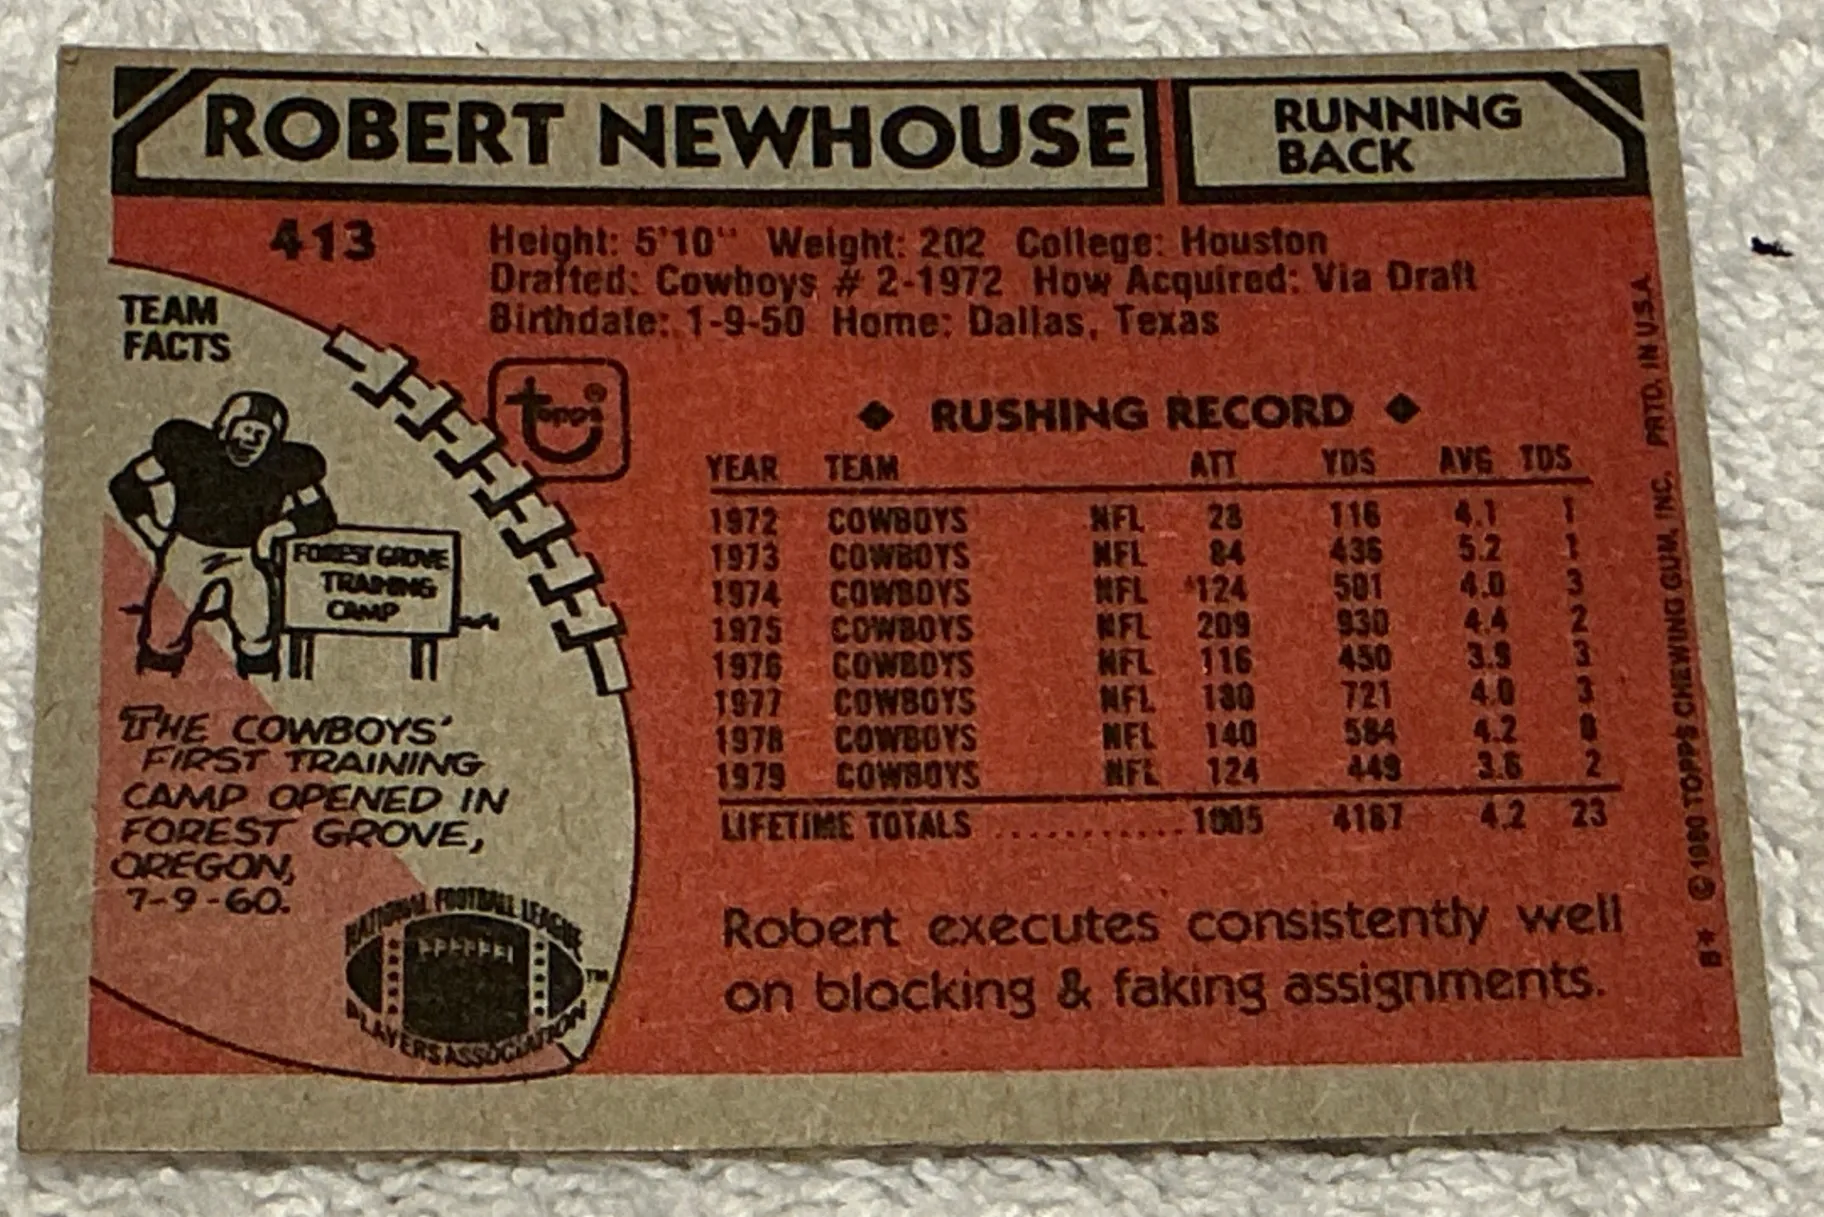 ROBERT NEWHOUSE
RUNNING
BACK
413
Height: 5'10" Weight: 202 College: Houston
Drafted: Cowboys # 2-1972 How Acquired: Via Draft
Birthdate: 1-9-50 Home: Dallas, Texas
TEAM
FACTS
FOREST GROVE
TRAINING
CAMP
THE COWBOYS'
FIRST TRAINING
CAMP OPENED IN
FOREST GROVE,
OREGON,
7-9-60.
NATIONAL FOOTBALL LEAGUE
PLAYERS ASSOCIATION
TM
topps®
◆ RUSHING RECORD ◆
YEAR TEAM ATT YDS AVG TDS
1972 COWBOYS NFL 28 116 4.1 1
1973 COWBOYS NFL 84 436 5.2 1
1974 COWBOYS NFL 124 501 4.0 3
1975 COWBOYS NFL 209 930 4.4 2
1976 COWBOYS NFL 116 450 3.9 3
1977 COWBOYS NFL 180 721 4.0 3
1978 COWBOYS NFL 140 584 4.2 8
1979 COWBOYS NFL 124 449 3.6 2
LIFETIME TOTALS ............ 1005 4187 4.2 23
Robert executes consistently well
on blocking & faking assignments.
B* © 1980 TOPPS CHEWING GUM, INC. PRTD. IN U.S.A.